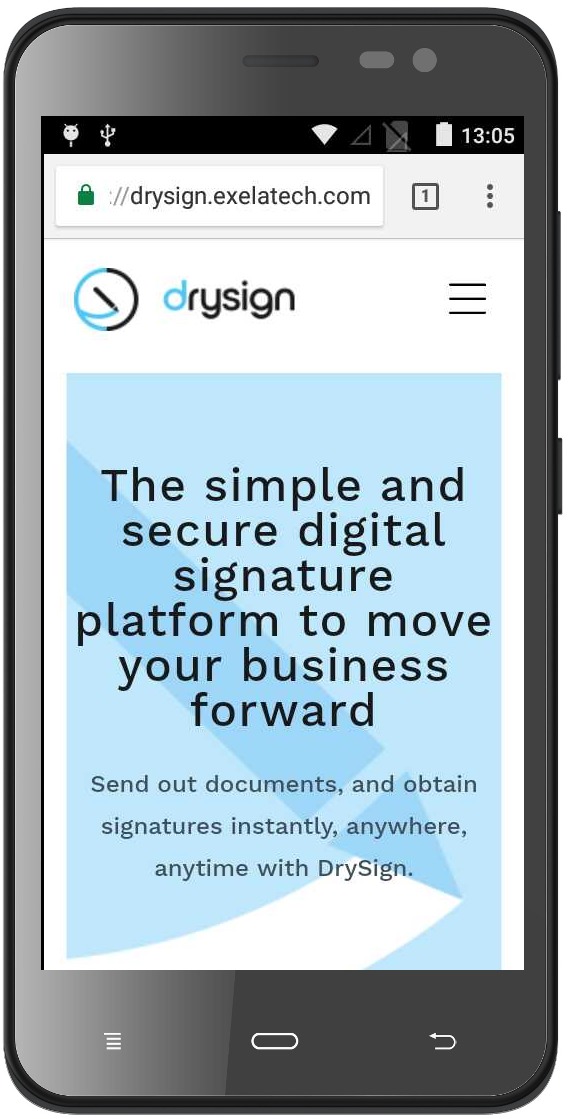 13:05
://drysign.exelatech.com
1
drysign
The simple and
secure digital
signature
platform to move
your business
forward
Send out documents, and obtain
signatures instantly, anywhere,
anytime with DrySign.